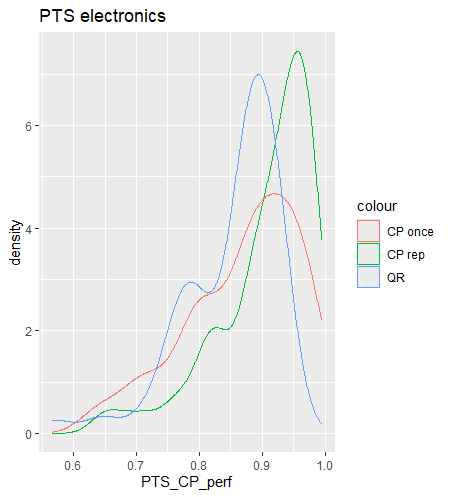 PTS electronics
density
6
4
2
0
0.6 0.7 0.8 0.9 1.0
PTS_CP_perf
colour
CP once
CP rep
QR